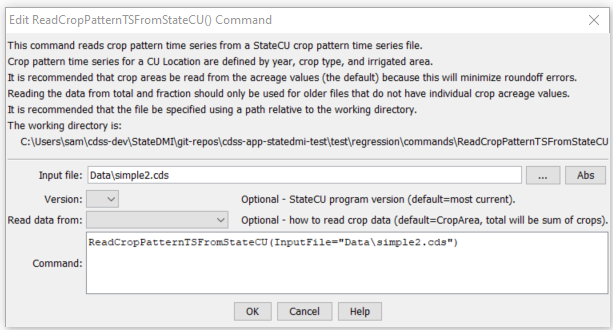 Edit ReadCropPatternTSFromStateCU() Command
This command reads crop pattern time series from a StateCU crop pattern time series file.
Crop pattern time series for a CU Location are defined by year, crop type, and irrigated area.
It is recommended that crop areas be read from the acreage values (the default) because this will minimize roundoff errors.
Reading the data from total and fraction should only be used for older files that do not have individual crop acreage values.
It is recommended that the file be specified using a path relative to the working directory.
The working directory is:
C:\Users\sam\cdss-dev\StateDMI\git-repos\cdss-app-statedmi-test\test\regression\commands\ReadCropPatternTSFromStateCU
Input file: Data\simple2.cds ... Abs
Version: Optional - StateCU program version (default=most current).
Read data from: Optional - how to read crop data (default=CropArea, total will be sum of crops).
Command: ReadCropPatternTSFromStateCU(InputFile="Data\simple2.cds")
OK Cancel Help